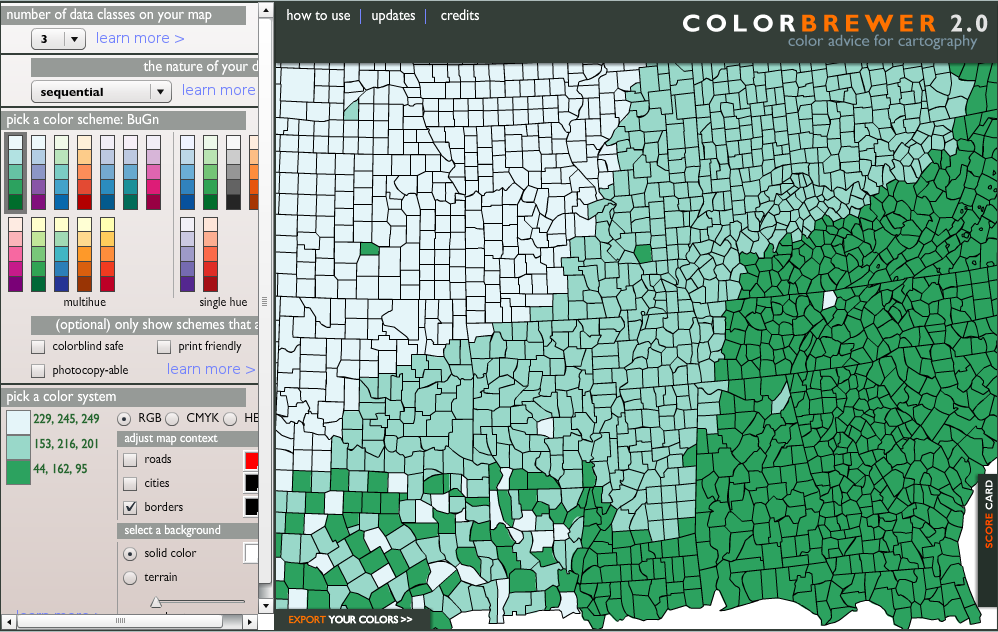 number of data classes on your map
3
learn more >
the nature of your d
sequential
learn more
pick a color scheme: BuGn
multihue
single hue
(optional) only show schemes that a
colorblind safe
print friendly
photocopy-able
learn more >
pick a color system
229, 245, 249
153, 216, 201
44, 162, 95
RGB
CMYK
HE
adjust map context
roads
cities
borders
select a background
solid color
terrain
how to use
updates
credits
COLORBREWER 2.0
color advice for cartography
SCORE CARD
EXPORT YOUR COLORS >>